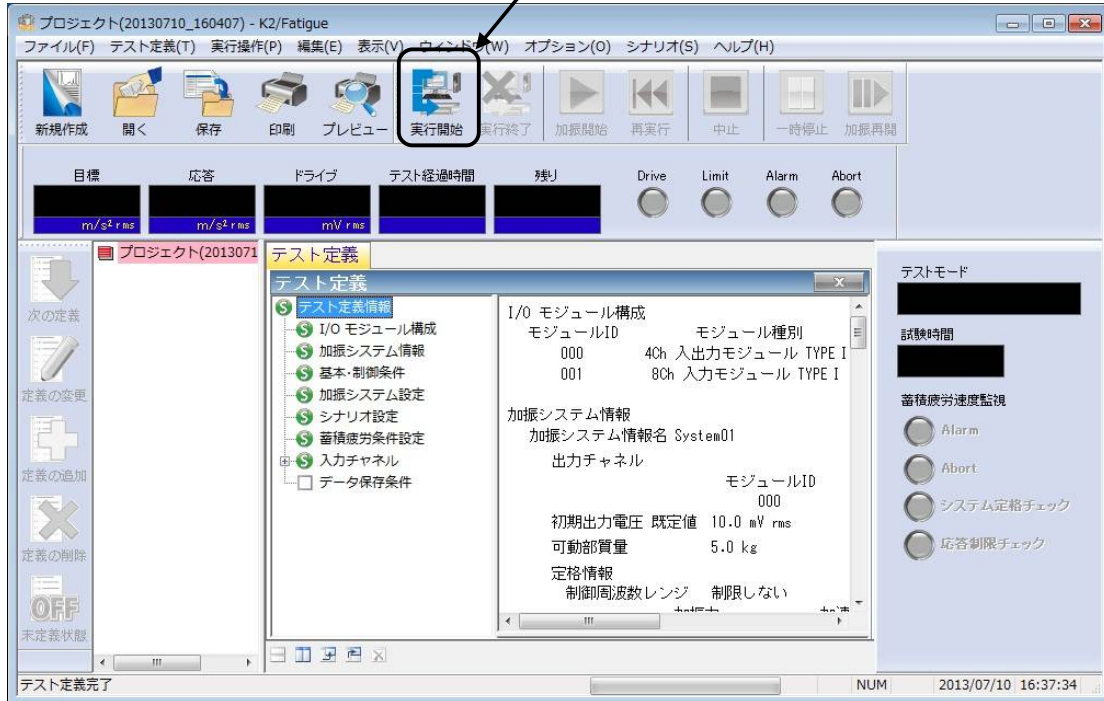 プロジェクト(20130710_160407) - K2/Fatigue
ファイル(F) テスト定義(T) 実行操作(P) 編集(E) 表示(V) ウィンドウ(W) オプション(O) シナリオ(S) ヘルプ(H)
新規作成 開く 保存 印刷 プレビュー 実行開始 実行終了 加振開始 再実行 中止 一時停止 加振再開
目標 応答 ドライブ テスト経過時間 残り Drive Limit Alarm Abort
m/s² rms m/s² rms mV rms
プロジェクト(2013071
次の定義
定義の変更
定義の追加
定義の削除
OFF
未定義状態
テスト定義
テスト定義
テスト定義情報
I/O モジュール構成
加振システム情報
基本・制御条件
加振システム設定
シナリオ設定
蓄積疲労条件設定
入力チャネル
データ保存条件
I/O モジュール構成
モジュールID モジュール種別
000 4Ch 入出力モジュール TYPE I
001 8Ch 入力モジュール TYPE I
加振システム情報
加振システム情報名 System01
出力チャネル
モジュールID
000
初期出力電圧 既定値 10.0 mV rms
可動部質量 5.0 kg
定格情報
制御周波数レンジ 制限しない
テストモード
試験時間
蓄積疲労速度監視
Alarm
Abort
システム定格チェック
応答制限チェック
テスト定義完了 NUM 2013/07/10 16:37:34